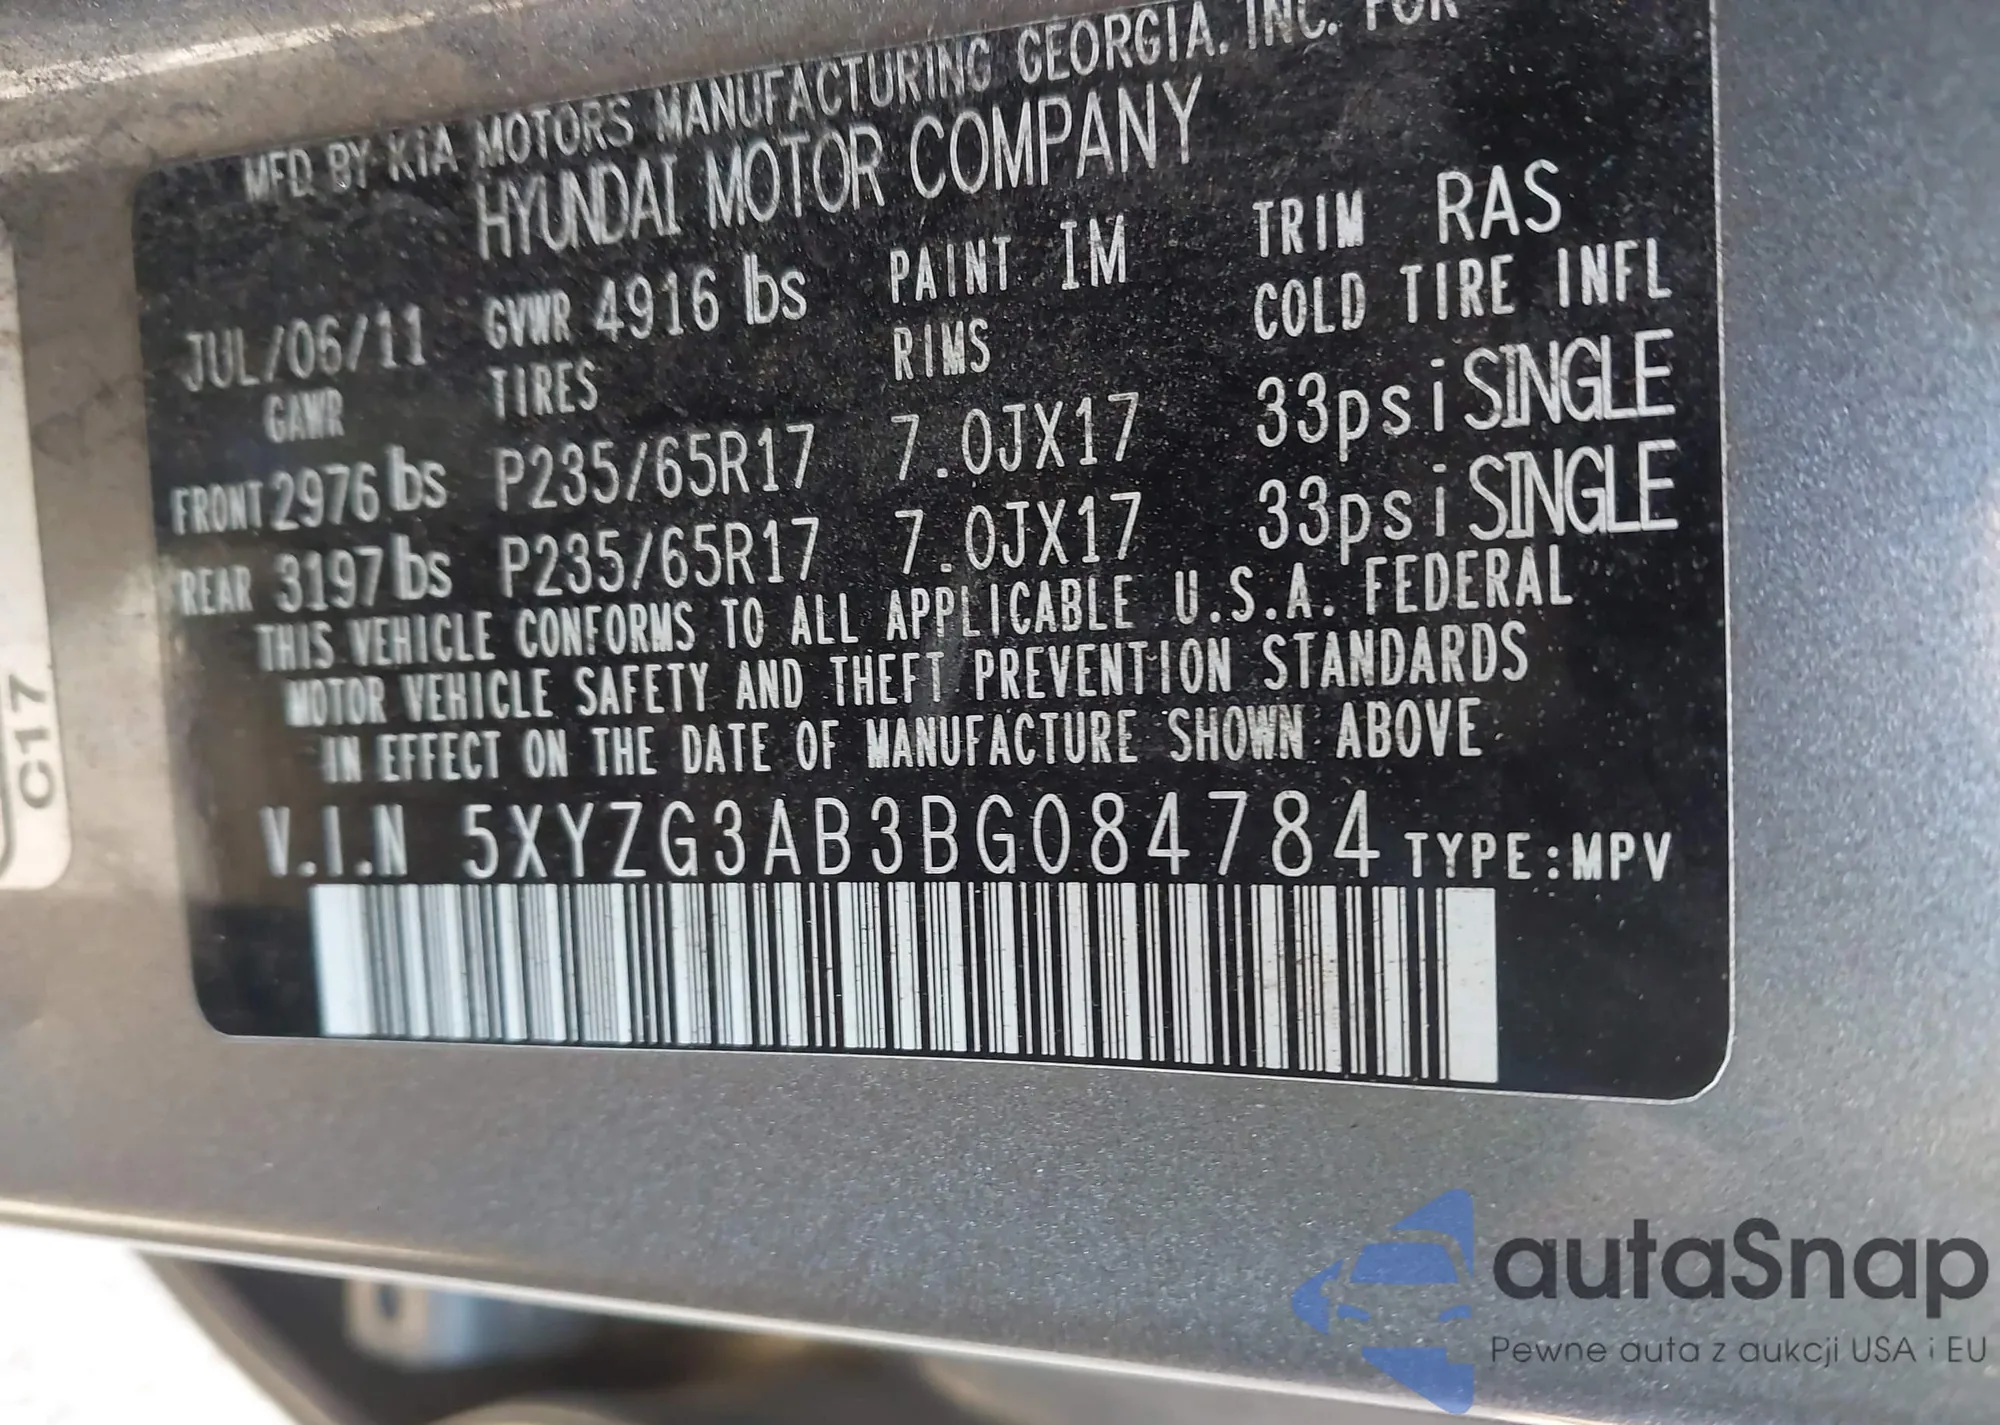 MFD BY KIA MOTORS MANUFACTURING GEORGIA. INC. FOR
HYUNDAI MOTOR COMPANY
JUL/06/11 GVWR 4916 lbs PAINT IM TRIM RAS
GAWR TIRES RIMS COLD TIRE INFL
FRONT 2976 lbs P235/65R17 7.0JX17 33psi SINGLE
REAR 3197 lbs P235/65R17 7.0JX17 33psi SINGLE
THIS VEHICLE CONFORMS TO ALL APPLICABLE U.S.A. FEDERAL
MOTOR VEHICLE SAFETY AND THEFT PREVENTION STANDARDS
IN EFFECT ON THE DATE OF MANUFACTURE SHOWN ABOVE
V.I.N 5XYZG3AB3BG084784 TYPE:MPV
C17
autaSnap
Pewne auta z aukcji USA i EU